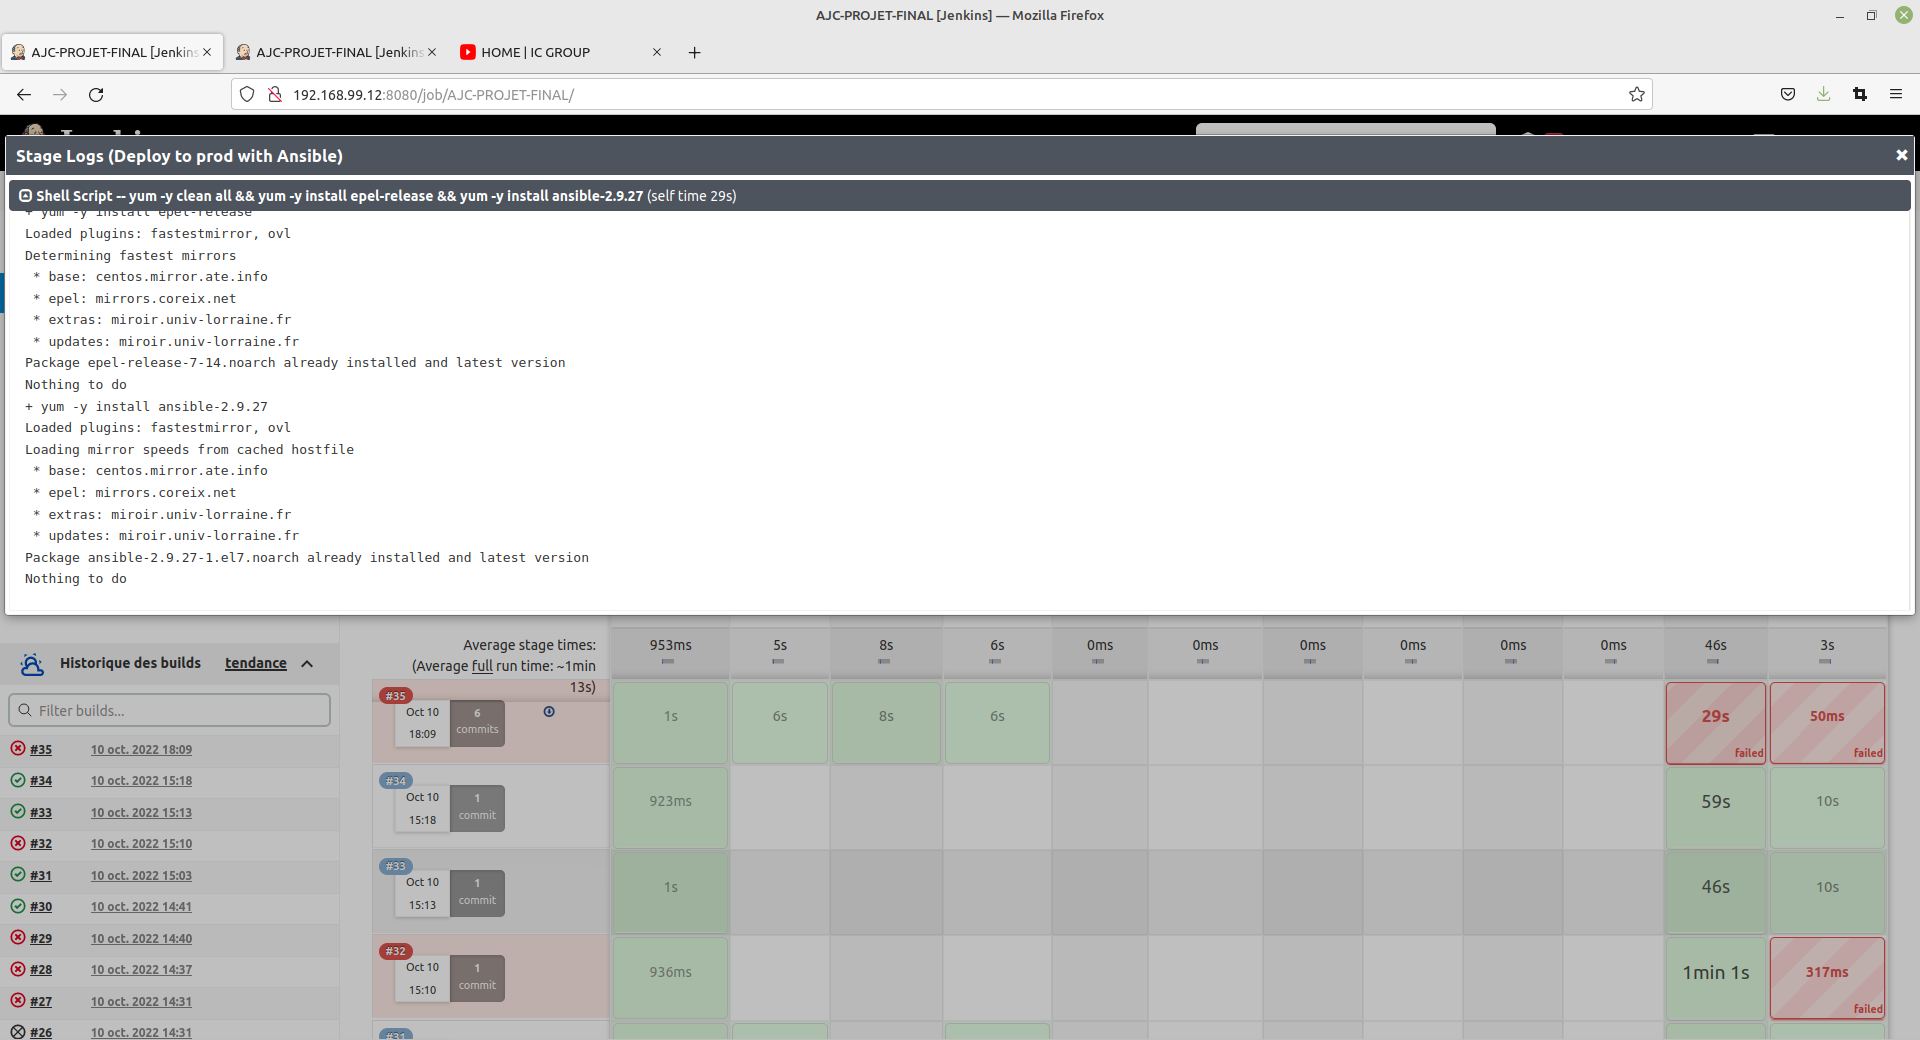 AJC-PROJET-FINAL [Jenkins] — Mozilla Firefox
AJC-PROJET-FINAL [Jenkins
AJC-PROJET-FINAL [Jenkins
HOME | IC GROUP
192.168.99.12:8080/job/AJC-PROJET-FINAL/
Stage Logs (Deploy to prod with Ansible)
Shell Script -- yum -y clean all && yum -y install epel-release && yum -y install ansible-2.9.27 (self time 29s)
+ yum -y install epel-release
Loaded plugins: fastestmirror, ovl
Determining fastest mirrors
* base: centos.mirror.ate.info
* epel: mirrors.coreix.net
* extras: miroir.univ-lorraine.fr
* updates: miroir.univ-lorraine.fr
Package epel-release-7-14.noarch already installed and latest version
Nothing to do
+ yum -y install ansible-2.9.27
Loaded plugins: fastestmirror, ovl
Loading mirror speeds from cached hostfile
* base: centos.mirror.ate.info
* epel: mirrors.coreix.net
* extras: miroir.univ-lorraine.fr
* updates: miroir.univ-lorraine.fr
Package ansible-2.9.27-1.el7.noarch already installed and latest version
Nothing to do
Historique des builds tendance
Filter builds...
#35 10 oct. 2022 18:09
#34 10 oct. 2022 15:18
#33 10 oct. 2022 15:13
#32 10 oct. 2022 15:10
#31 10 oct. 2022 15:03
#30 10 oct. 2022 14:41
#29 10 oct. 2022 14:40
#28 10 oct. 2022 14:37
#27 10 oct. 2022 14:31
#26 10 oct. 2022 14:31
Average stage times:
(Average full run time: ~1min
13s)
953ms 5s 8s 6s 0ms 0ms 0ms 0ms 0ms 0ms 46s 3s
#35
Oct 10
18:09
6
commits
1s 6s 8s 6s 29s 50ms
failed failed
#34
Oct 10
15:18
1
commit
923ms 59s 10s
#33
Oct 10
15:13
1
commit
1s 46s 10s
#32
Oct 10
15:10
1
commit
936ms 1min 1s 317ms
failed
#31